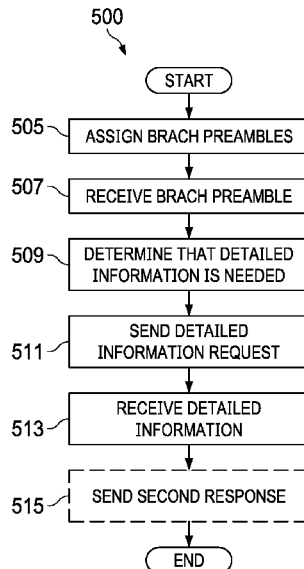 500
START
505
ASSIGN BRACH PREAMBLES
507
RECEIVE BRACH PREAMBLE
509
DETERMINE THAT DETAILED
INFORMATION IS NEEDED
511
SEND DETAILED
INFORMATION REQUEST
513
RECEIVE DETAILED
INFORMATION
515
SEND SECOND RESPONSE
END